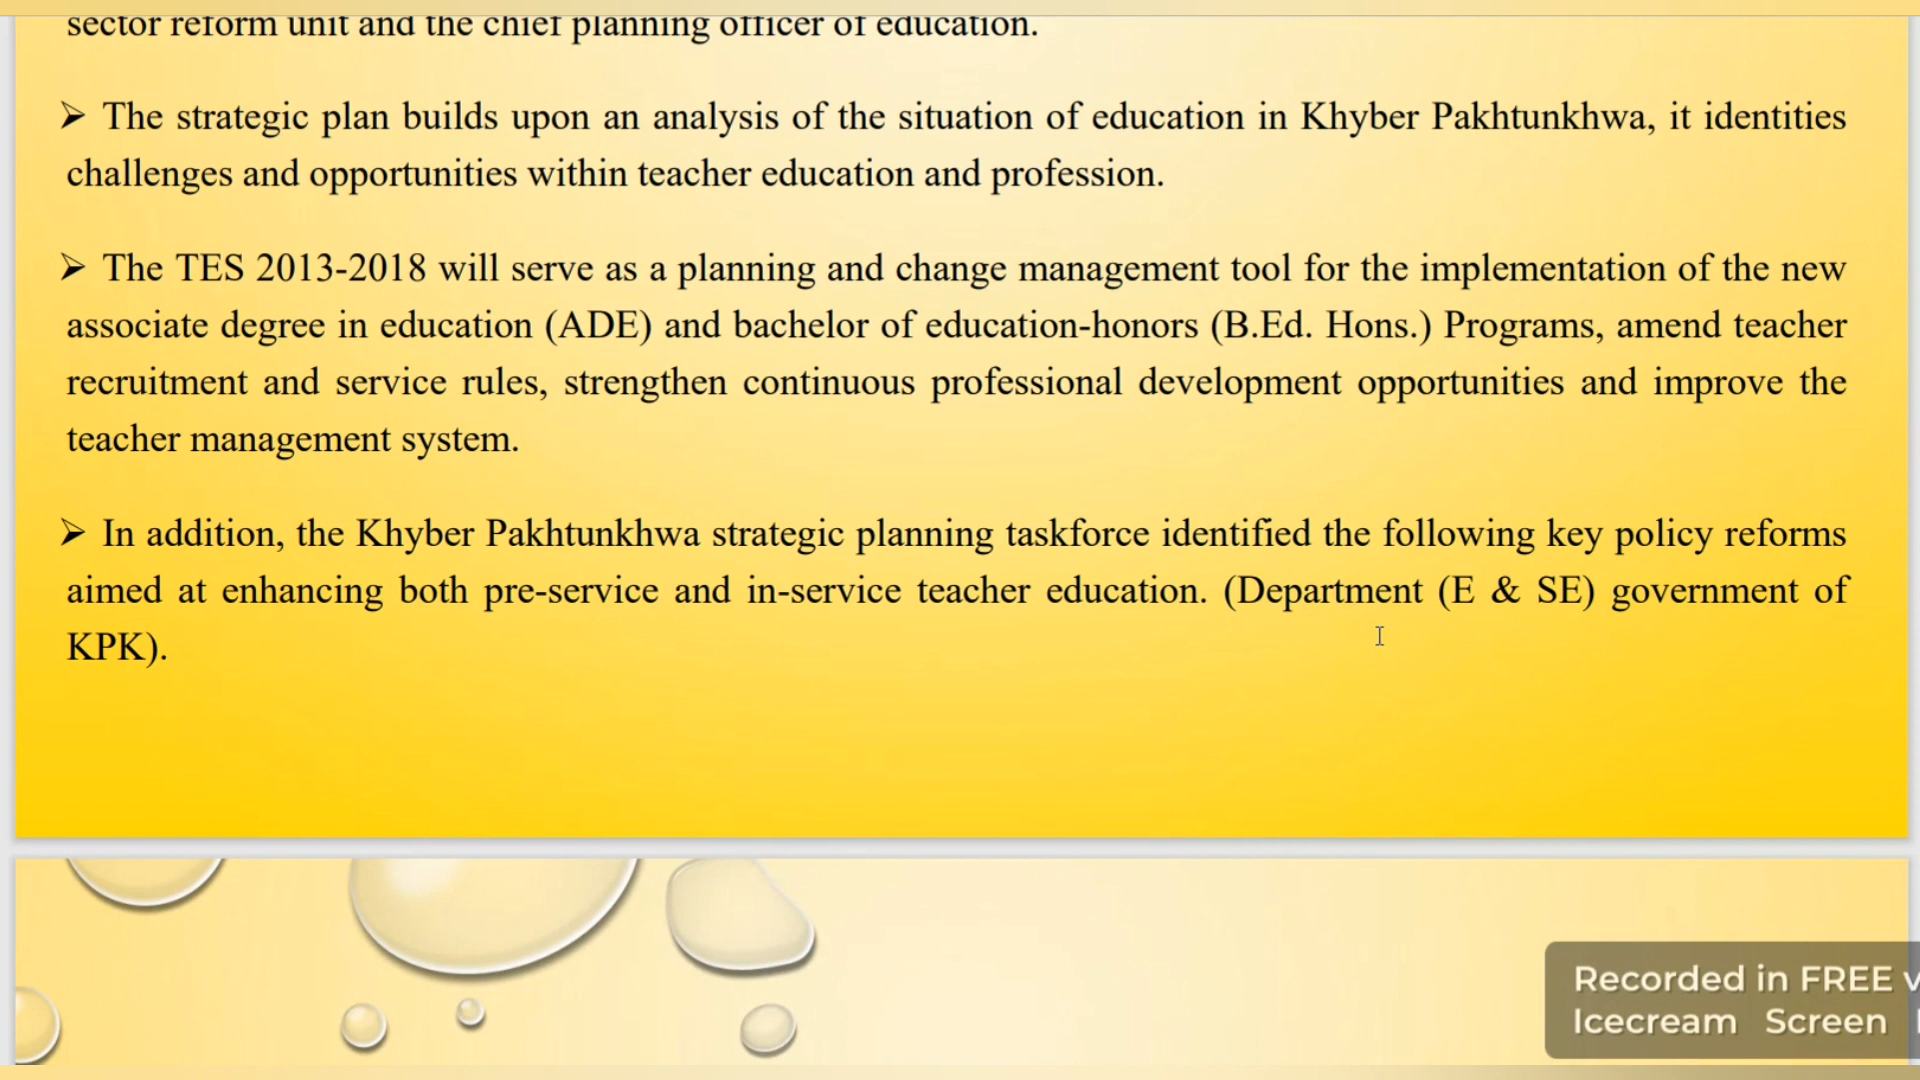 sector reform unit and the chief planning officer of education.
➢ The strategic plan builds upon an analysis of the situation of education in Khyber Pakhtunkhwa, it identities
challenges and opportunities within teacher education and profession.
➢ The TES 2013-2018 will serve as a planning and change management tool for the implementation of the new
associate degree in education (ADE) and bachelor of education-honors (B.Ed. Hons.) Programs, amend teacher
recruitment and service rules, strengthen continuous professional development opportunities and improve the
teacher management system.
➢ In addition, the Khyber Pakhtunkhwa strategic planning taskforce identified the following key policy reforms
aimed at enhancing both pre-service and in-service teacher education. (Department (E & SE) government of
KPK).
Recorded in FREE
Icecream Screen